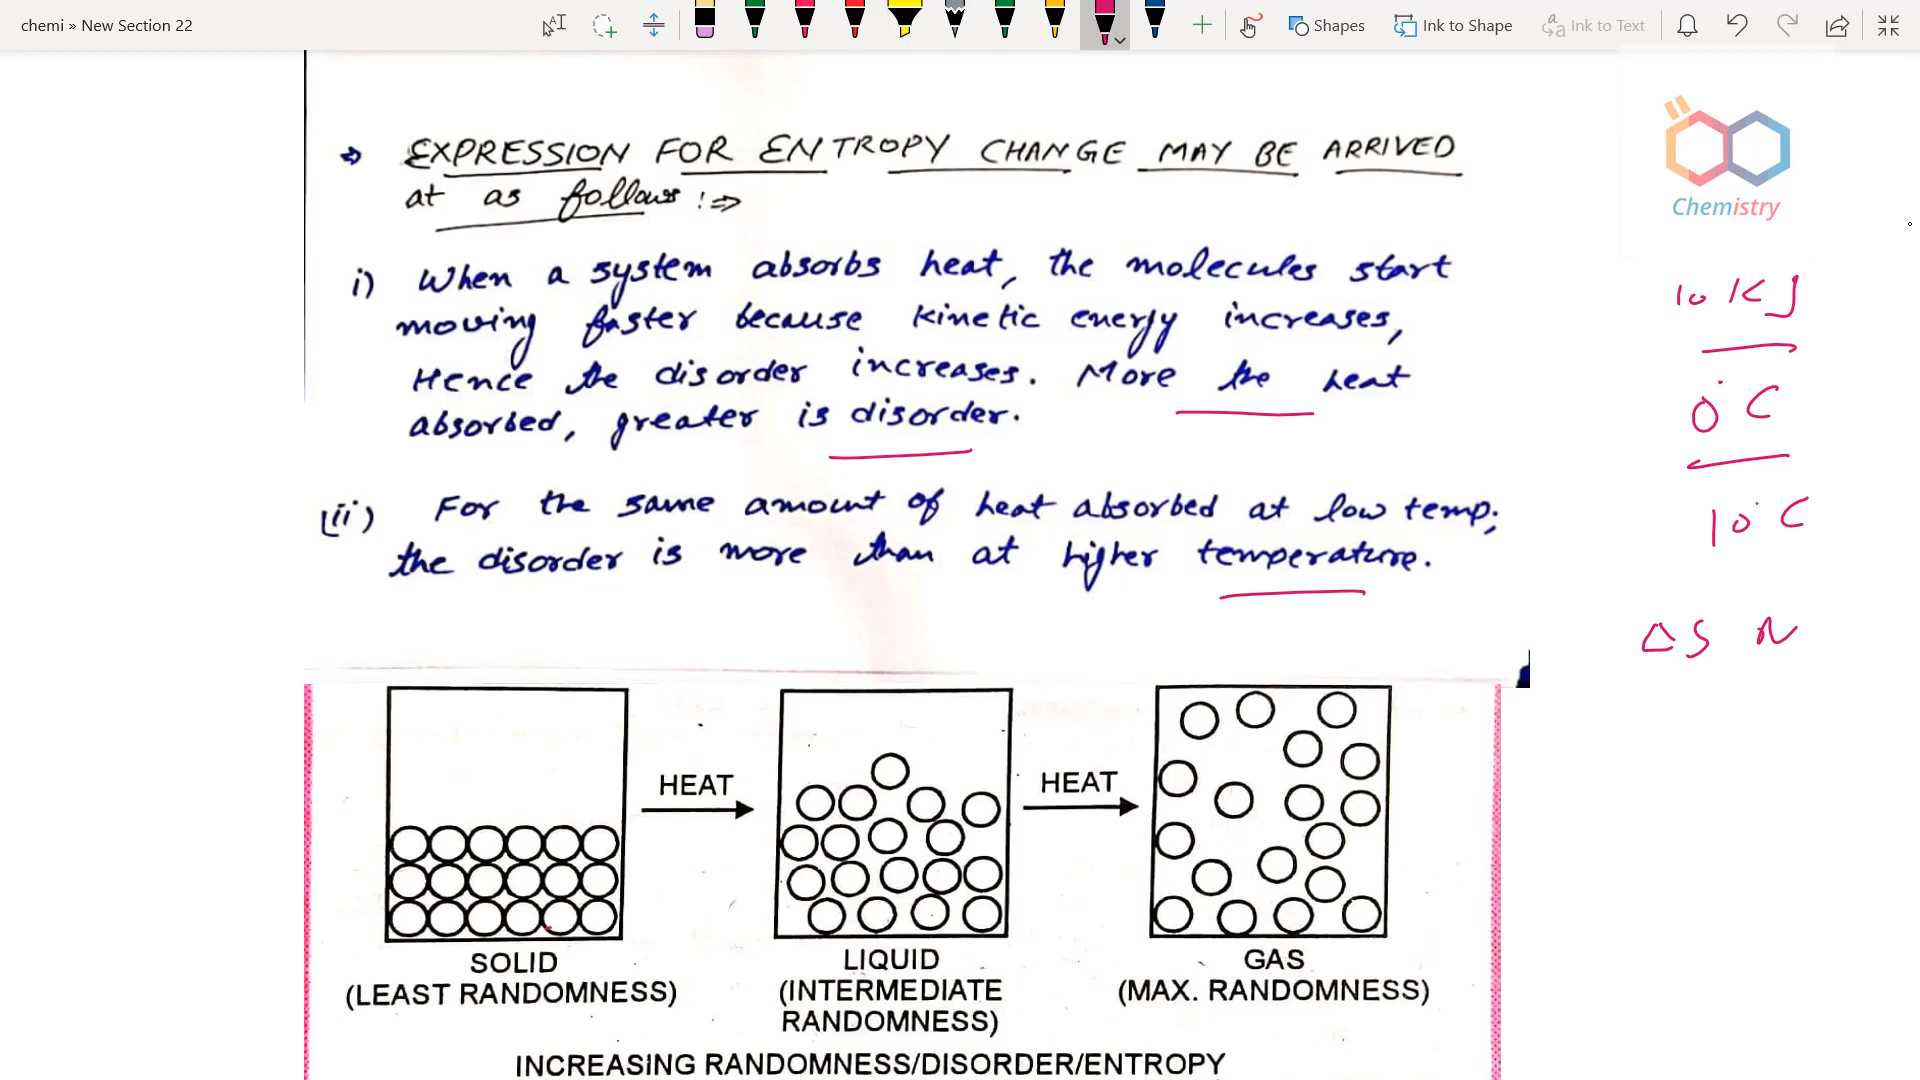 chemi » New Section 22
Shapes
Ink to Shape
Ink to Text
Chemistry
EXPRESSION FOR ENTROPY CHANGE MAY BE ARRIVED
at as follows :⇒
i) When a system absorbs heat, the molecules start
moving faster because kinetic energy increases,
Hence the disorder increases. More the heat
absorbed, greater is disorder.
(ii) For the same amount of heat absorbed at low temp;
the disorder is more than at higher temperature.
10 KJ
0°C
10°C
ΔS
HEAT
HEAT
SOLID
(LEAST RANDOMNESS)
LIQUID
(INTERMEDIATE
RANDOMNESS)
GAS
(MAX. RANDOMNESS)
INCREASING RANDOMNESS/DISORDER/ENTROPY